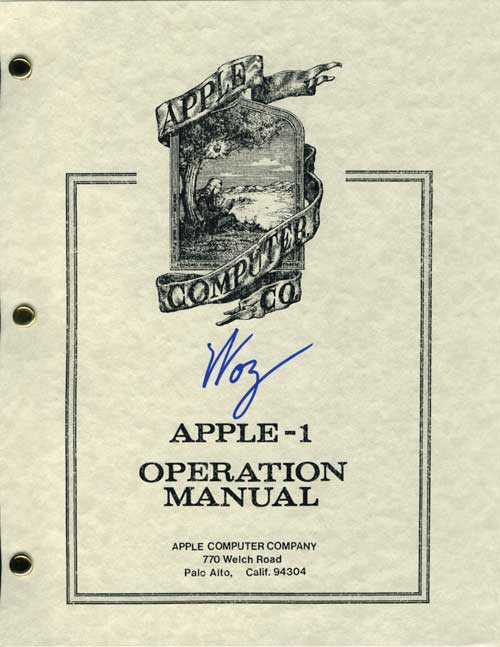 APPLE
COMPUTER
CO.
Woz
APPLE-1
OPERATION
MANUAL
APPLE COMPUTER COMPANY
770 Welch Road
Palo Alto, Calif. 94304